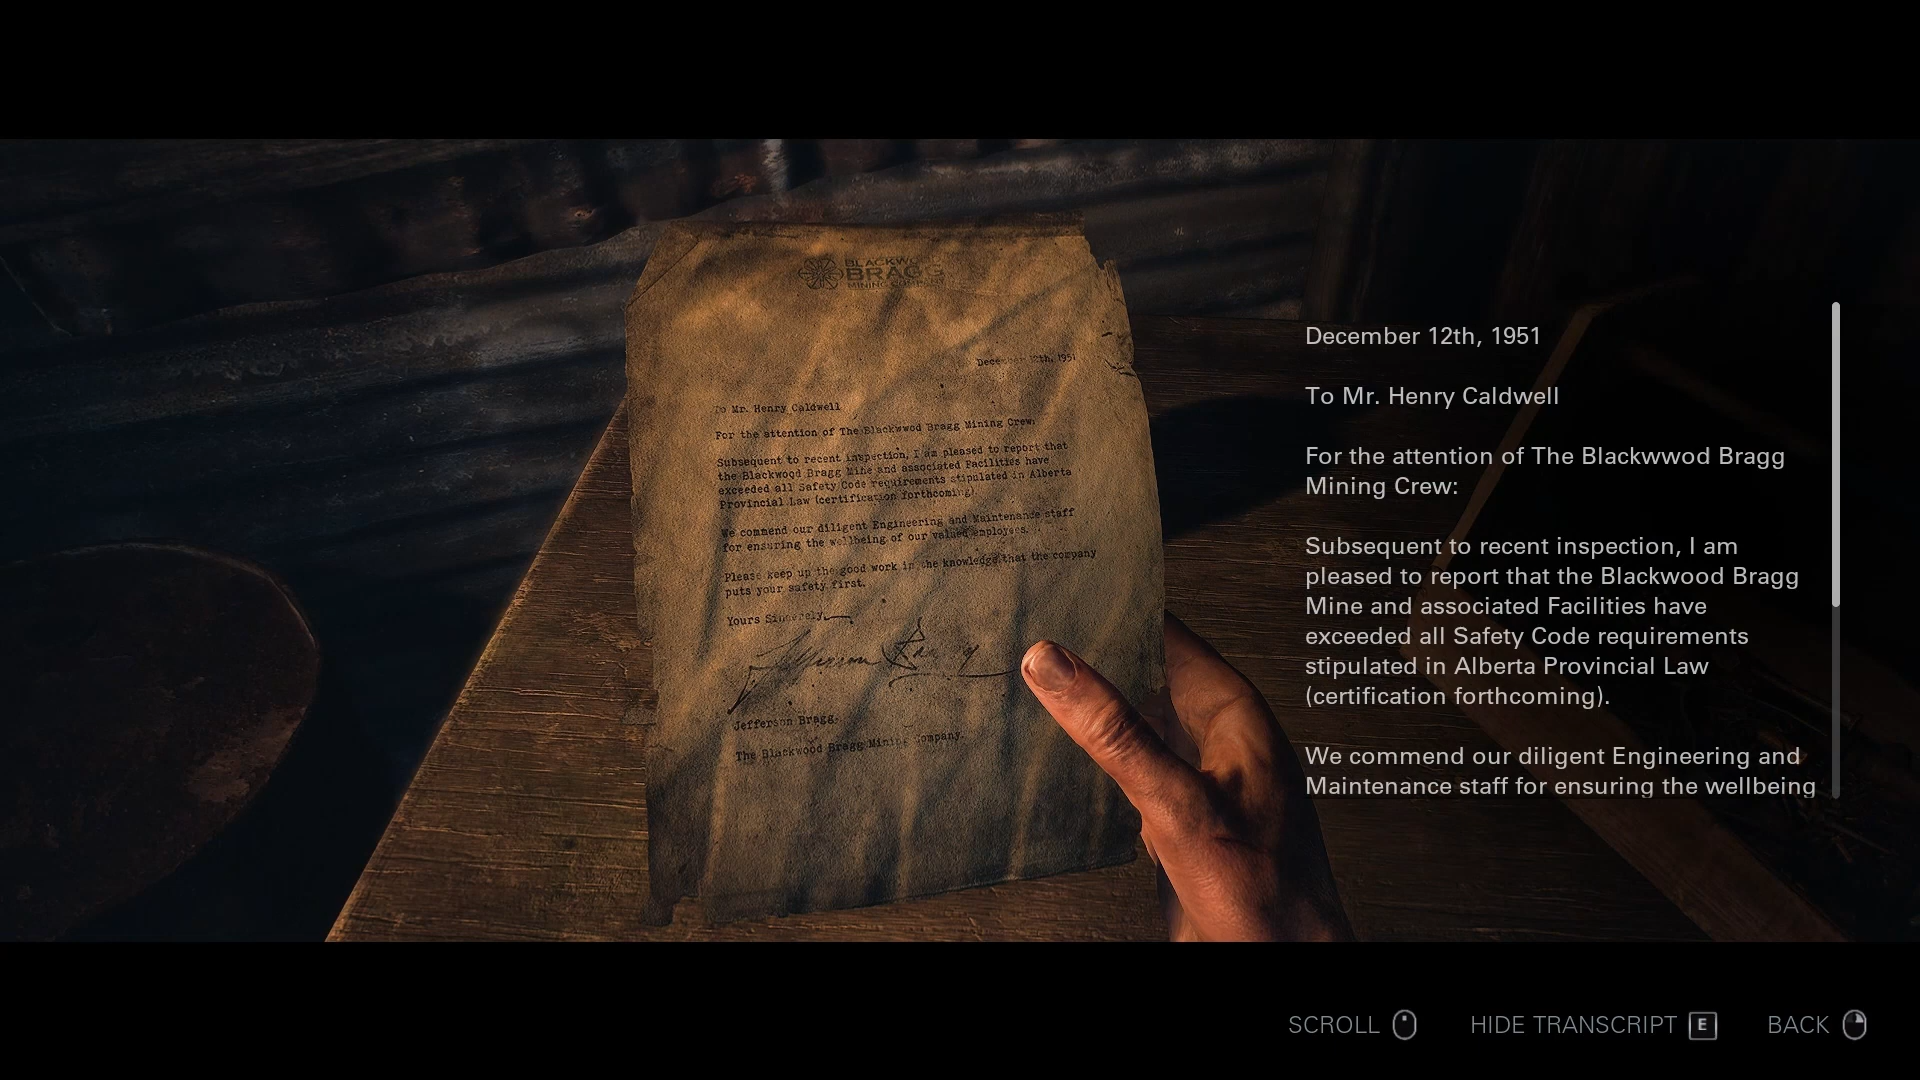 BLACKWOOD
BRAGG
MINING COMPANY
December 12th, 1951
To Mr. Henry Caldwell
For the attention of The Blackwwod Bragg Mining Crew:
Subsequent to recent inspection, I am pleased to report that
the Blackwood Bragg Mine and associated Facilities have
exceeded all Safety Code requirements stipulated in Alberta
Provincial Law (certification forthcoming).
We commend our diligent Engineering and Maintenance staff
for ensuring the wellbeing of our valued employees.
Please keep up the good work in the knowledge that the company
puts your safety first.
Yours Sincerely,
Jefferson Bragg.
The Blackwood Bragg Mining Company.
December 12th, 1951
To Mr. Henry Caldwell
For the attention of The Blackwwod Bragg
Mining Crew:
Subsequent to recent inspection, I am
pleased to report that the Blackwood Bragg
Mine and associated Facilities have
exceeded all Safety Code requirements
stipulated in Alberta Provincial Law
(certification forthcoming).
We commend our diligent Engineering and
Maintenance staff for ensuring the wellbeing
SCROLL
HIDE TRANSCRIPT E
BACK